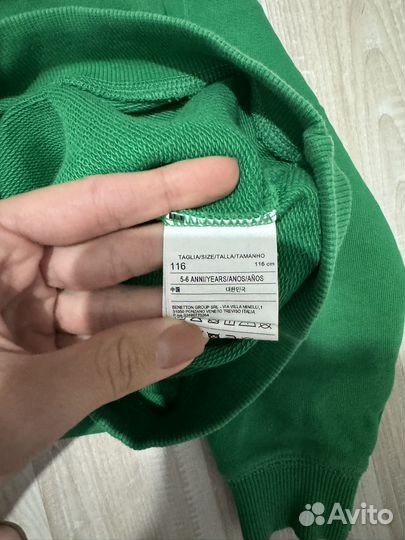 TAGLIA/SIZE/TALLA/TAMANHO
116 116 cm
5-6 ANNI/YEARS/ANOS/AÑOS
中国 대한민국
BENETTON GROUP SRL - VIA VILLA MINELLI,1
31050 PONZANO VENETO TREVISO ITALIA
Avito